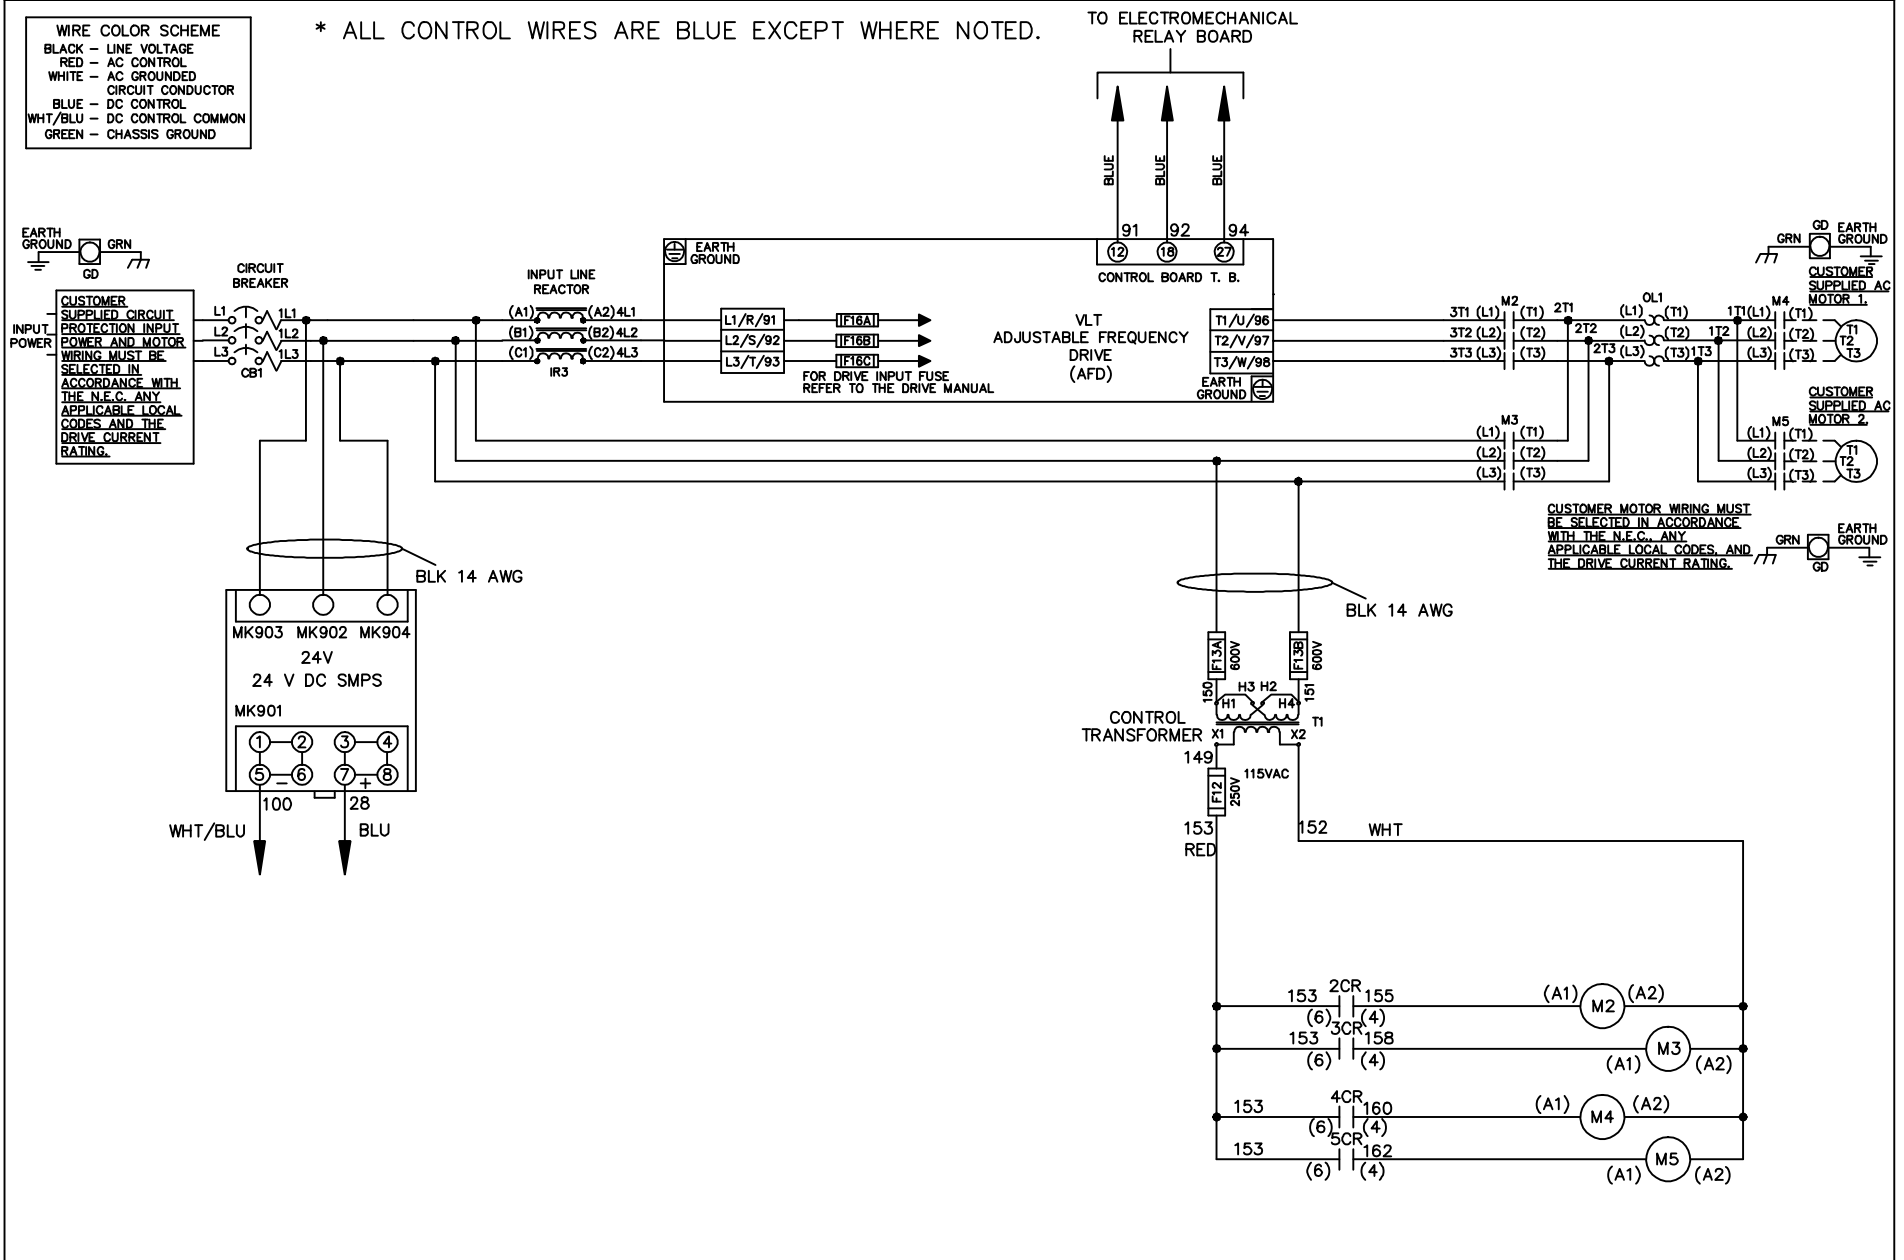 WIRE COLOR SCHEME
BLACK – LINE VOLTAGE
RED – AC CONTROL
WHITE – AC GROUNDED
CIRCUIT CONDUCTOR
BLUE – DC CONTROL
WHT/BLU – DC CONTROL COMMON
GREEN – CHASSIS GROUND
* ALL CONTROL WIRES ARE BLUE EXCEPT WHERE NOTED.
TO ELECTROMECHANICAL
RELAY BOARD
BLUE
BLUE
BLUE
91 92 94
12 18 27
CONTROL BOARD T. B.
EARTH
GROUND
GRN
GD
INPUT
POWER
CUSTOMER
SUPPLIED CIRCUIT
PROTECTION INPUT
POWER AND MOTOR
WIRING MUST BE
SELECTED IN
ACCORDANCE WITH
THE N.E.C. ANY
APPLICABLE LOCAL
CODES AND THE
DRIVE CURRENT
RATING.
CIRCUIT
BREAKER
L1 1L1
L2 1L2
L3 1L3
CB1
INPUT LINE
REACTOR
(A1) (A2) 4L1
(B1) (B2) 4L2
(C1) (C2) 4L3
IR3
EARTH
GROUND
L1/R/91
L2/S/92
L3/T/93
F16A
F16B
F16C
FOR DRIVE INPUT FUSE
REFER TO THE DRIVE MANUAL
VLT
ADJUSTABLE FREQUENCY
DRIVE
(AFD)
T1/U/96
T2/V/97
T3/W/98
EARTH
GROUND
M2
3T1 (L1) (T1) 2T1
3T2 (L2) (T2) 2T2
3T3 (L3) (T3) 2T3
OL1
(L1) (T1) 1T1
(L2) (T2) 1T2
(L3) (T3) 1T3
M4
(L1) (T1)
(L2) (T2)
(L3) (T3)
T1
T2
T3
GD
GRN
EARTH
GROUND
CUSTOMER
SUPPLIED AC
MOTOR 1.
CUSTOMER
SUPPLIED AC
MOTOR 2.
M3
(L1) (T1)
(L2) (T2)
(L3) (T3)
M5
(L1) (T1)
(L2) (T2)
(L3) (T3)
T1
T2
T3
CUSTOMER MOTOR WIRING MUST
BE SELECTED IN ACCORDANCE
WITH THE N.E.C., ANY
APPLICABLE LOCAL CODES, AND
THE DRIVE CURRENT RATING.
GRN
GD
EARTH
GROUND
BLK 14 AWG
MK903 MK902 MK904
24V
24 V DC SMPS
MK901
1 2 3 4
5 6 7 8
– +
100 28
WHT/BLU BLU
BLK 14 AWG
F13A
600V
F13B
600V
150 151
H3 H2
H1 H4
T1
CONTROL
TRANSFORMER
X1 X2
149
115VAC
F12
250V
153
RED
152 WHT
2CR
153 155
(6) (4)
(A1) M2 (A2)
3CR
153 158
(6) (4)
(A1) M3 (A2)
4CR
153 160
(6) (4)
(A1) M4 (A2)
5CR
153 162
(6) (4)
(A1) M5 (A2)